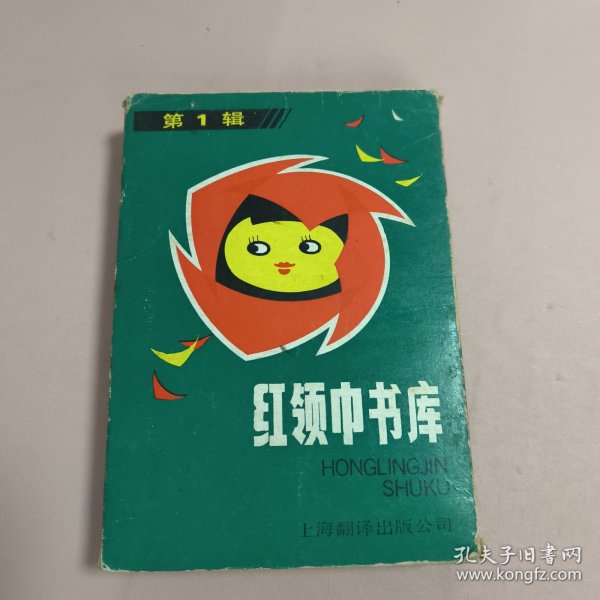 第1辑
红领巾书库
HONGLINGJIN
SHUKU
上海翻译出版公司
孔夫子旧书网
www.kongfz.com